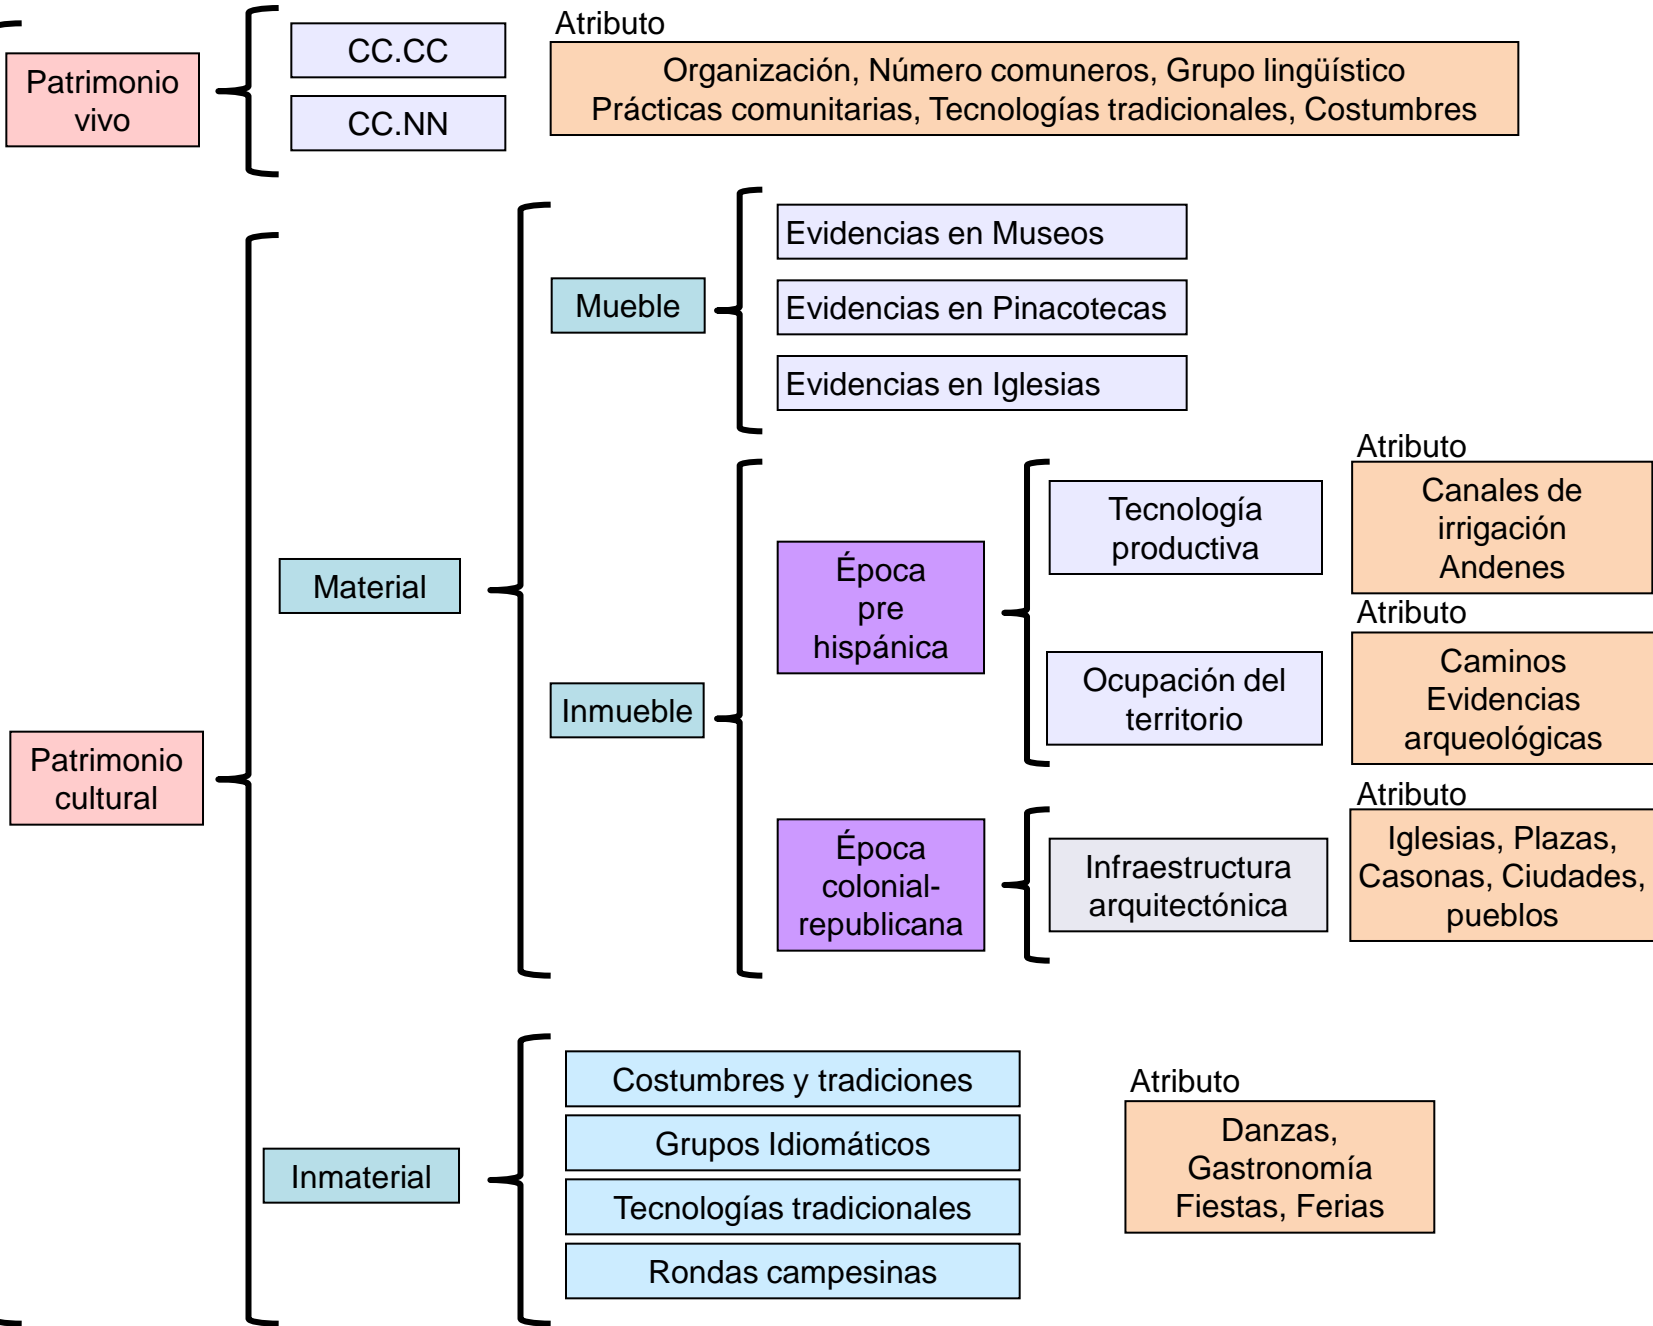 Patrimonio
vivo
CC.CC
CC.NN
Atributo
Organización, Número comuneros, Grupo lingüístico
Prácticas comunitarias, Tecnologías tradicionales, Costumbres
Patrimonio
cultural
Material
Mueble
Evidencias en Museos
Evidencias en Pinacotecas
Evidencias en Iglesias
Inmueble
Época
pre
hispánica
Tecnología
productiva
Atributo
Canales de
irrigación
Andenes
Ocupación del
territorio
Atributo
Caminos
Evidencias
arqueológicas
Época
colonial-
republicana
Infraestructura
arquitectónica
Atributo
Iglesias, Plazas,
Casonas, Ciudades,
pueblos
Inmaterial
Costumbres y tradiciones
Grupos Idiomáticos
Tecnologías tradicionales
Rondas campesinas
Atributo
Danzas,
Gastronomía
Fiestas, Ferias